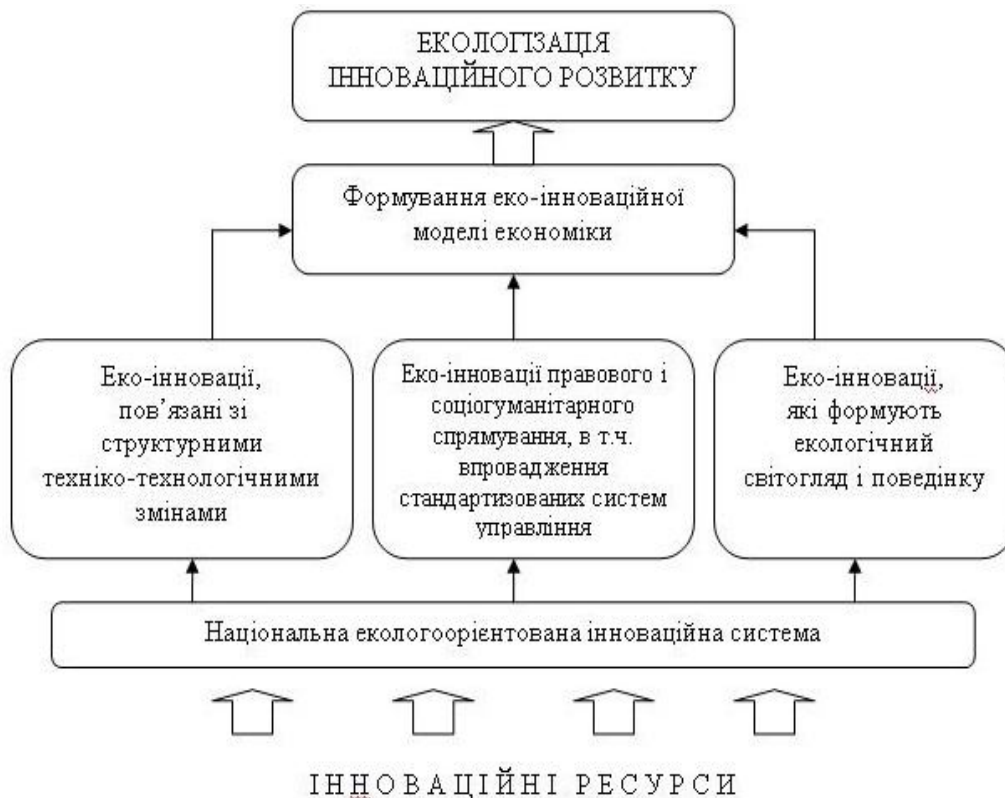 ЕКОЛОГІЗАЦІЯ
ІННОВАЦІЙНОГО РОЗВИТКУ
Формування еко-інноваційної
моделі економіки
Еко-інновації,
пов’язані зі
структурними
техніко-технологічними
змінами
Еко-інновації правового і
соціогуманітарного
спрямування, в т.ч.
впровадження
стандартизованих систем
управління
Еко-інновації,
які формують
екологічний
світогляд і поведінку
Національна екологоорієнтована інноваційна система
ІННОВАЦІЙНІ РЕСУРСИ